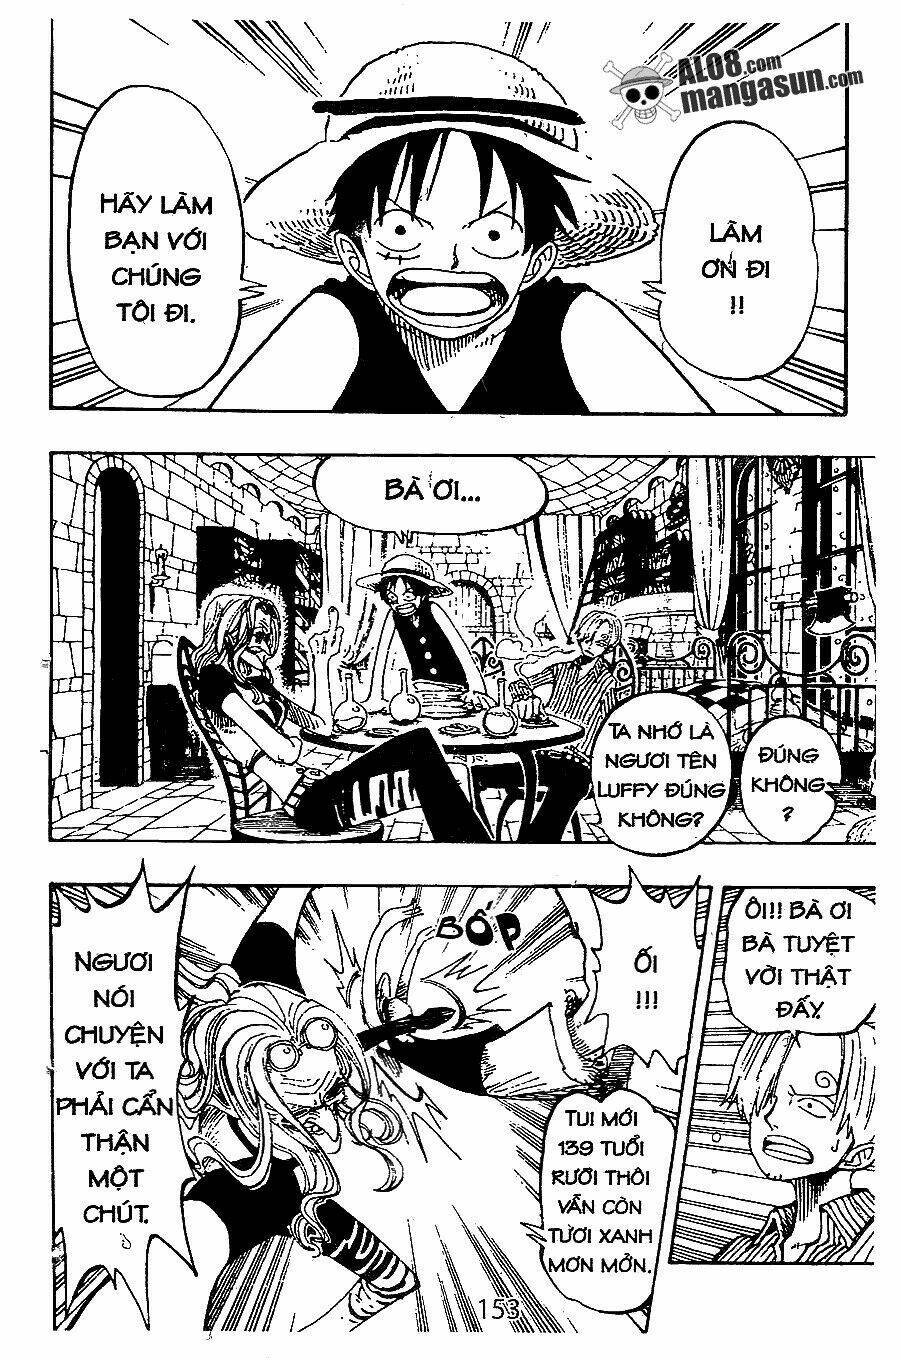 AL08.com
mangasun.com
LÀM
ƠN ĐI
!!
HÃY LÀM
BẠN VỚI
CHÚNG
TÔI ĐI.
BÀ ƠI...
TA NHỚ LÀ
NGƯƠI TÊN
LUFFY ĐÚNG
KHÔNG?
ĐÚNG
KHÔNG
?
ÔI!!! BÀ ƠI
BÀ TUYỆT
VỜI THẬT
ĐẤY.
ỐI
!!!
BỐP
TUI MỚI
139 TUỔI
RƯỠI THÔI
VẪN CÒN
TƯƠI XANH
MƠN MỞN.
NGƯƠI
NÓI
CHUYỆN
VỚI TA
PHẢI CẨN
THẬN
MỘT
CHÚT.
153